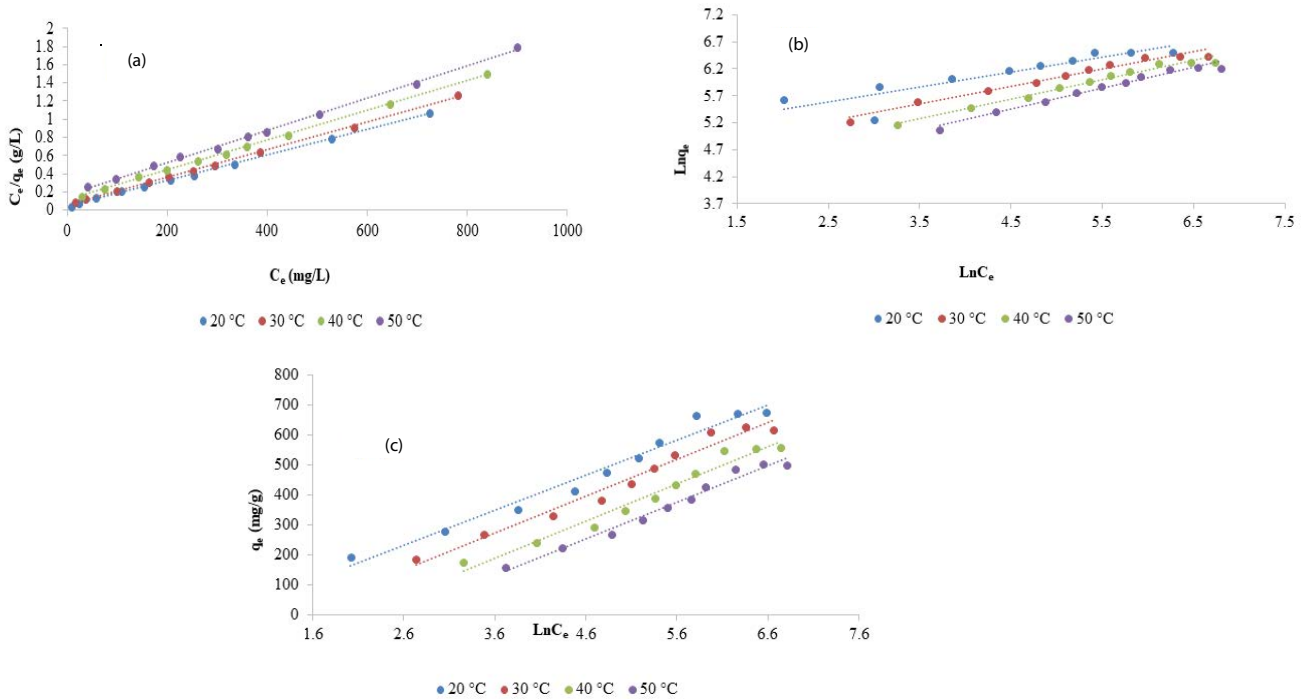 (a)
2
1.8
1.6
1.4
1.2
1
0.8
0.6
0.4
0.2
0
Cₑ/qₑ (g/L)
0 200 400 600 800 1000
Cₑ (mg/L)
20 °C 30 °C 40 °C 50 °C
(b)
7.2
6.7
6.2
5.7
5.2
4.7
4.2
3.7
Lnqₑ
1.5 2.5 3.5 4.5 5.5 6.5 7.5
LnCₑ
20 °C 30 °C 40 °C 50 °C
(c)
800
700
600
500
400
300
200
100
0
qₑ (mg/g)
1.6 2.6 3.6 4.6 5.6 6.6 7.6
LnCₑ
20 °C 30 °C 40 °C 50 °C